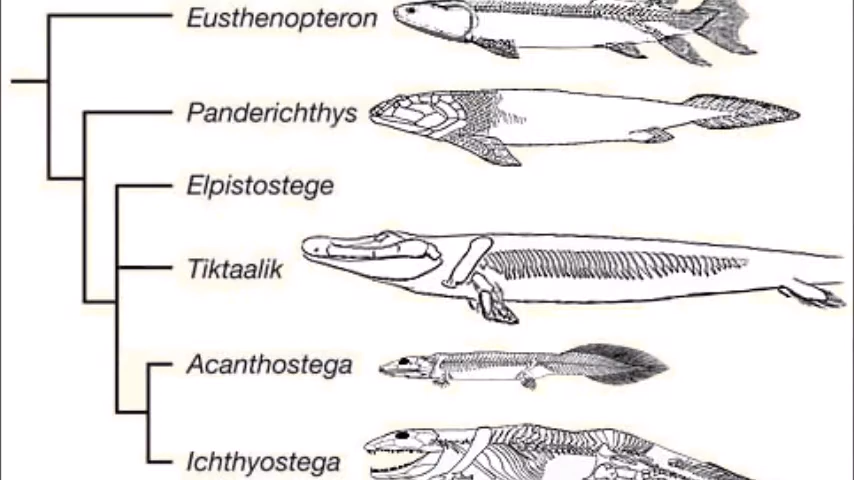 Eusthenopteron
Panderichthys
Elpistostege
Tiktaalik
Acanthostega
Ichthyostega